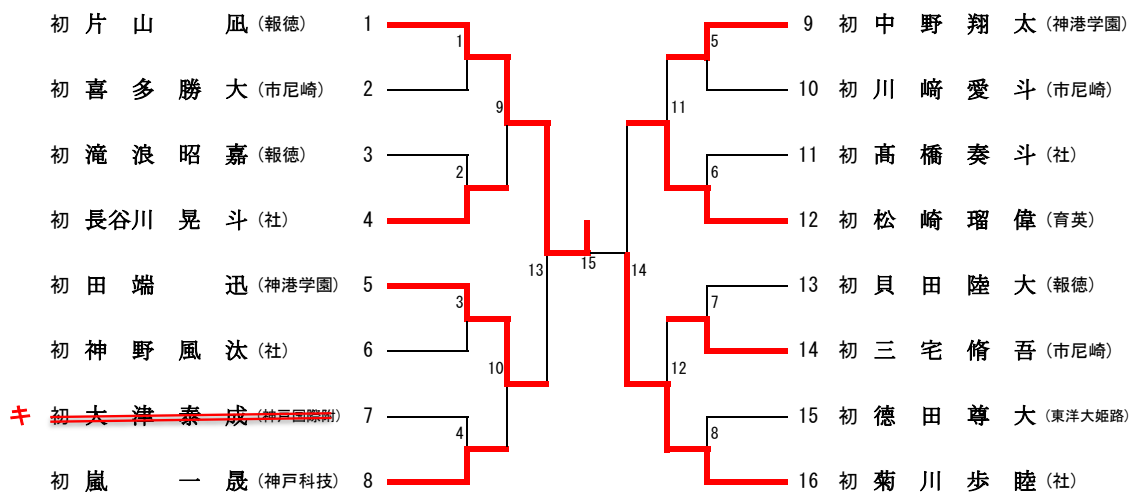 初 片 山 凪 (報徳) 1
初 喜 多 勝 大 (市尼崎) 2
初 滝 浪 昭 嘉 (報徳) 3
初 長谷川 晃 斗 (社) 4
初 田 端 迅 (神港学園) 5
初 神 野 風 汰 (社) 6
キ 初 大 津 泰 成 (神戸国際附) 7
初 嵐 一 晟 (神戸科技) 8
1
2
3
4
9
10
13
15
14
11
12
5
6
7
8
9 初 中 野 翔 太 (神港学園)
10 初 川 﨑 愛 斗 (市尼崎)
11 初 髙 橋 奏 斗 (社)
12 初 松 崎 瑠 偉 (育英)
13 初 貝 田 陸 大 (報徳)
14 初 三 宅 脩 吾 (市尼崎)
15 初 德 田 尊 大 (東洋大姫路)
16 初 菊 川 歩 睦 (社)